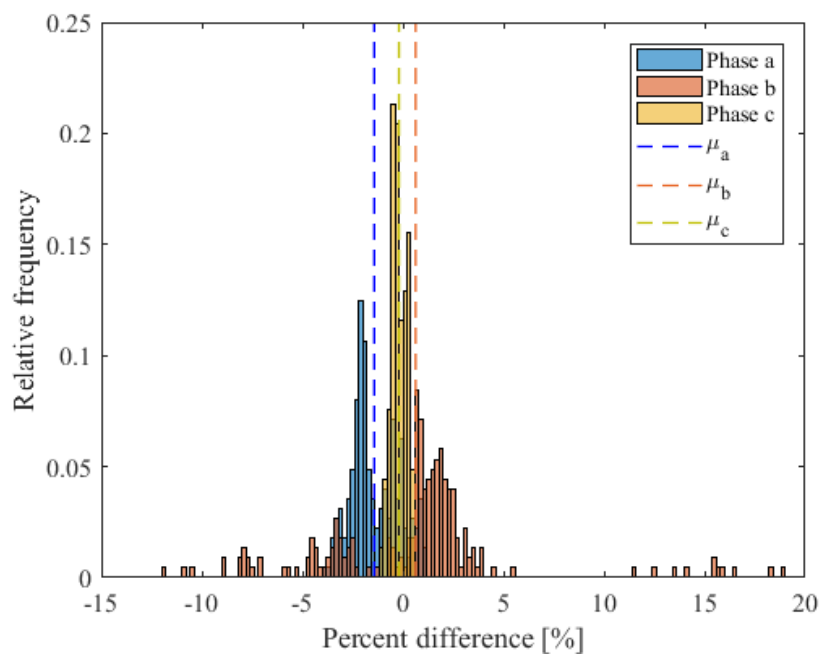 0.25
0.2
0.15
0.1
0.05
0
-15 -10 -5 0 5 10 15 20
Relative frequency
Percent difference [%]
Phase a
Phase b
Phase c
μa
μb
μc